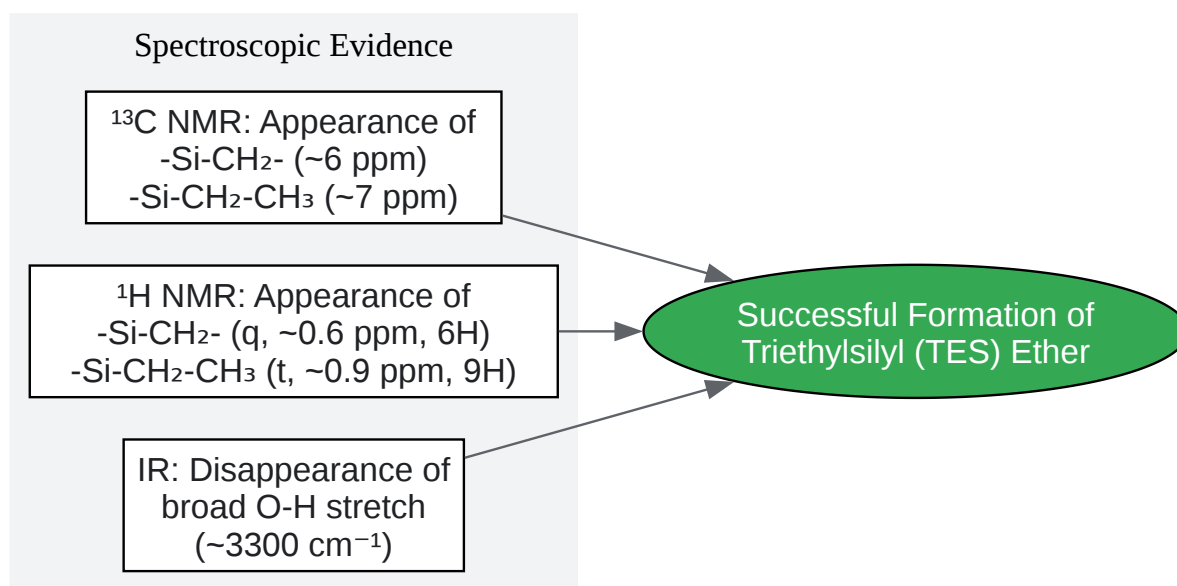 Spectroscopic Evidence
¹³C NMR: Appearance of
-Si-CH₂- (~6 ppm)
-Si-CH₂-CH₃ (~7 ppm)
¹H NMR: Appearance of
-Si-CH₂- (q, ~0.6 ppm, 6H)
-Si-CH₂-CH₃ (t, ~0.9 ppm, 9H)
IR: Disappearance of
broad O-H stretch
(~3300 cm⁻¹)
Successful Formation of
Triethylsilyl (TES) Ether